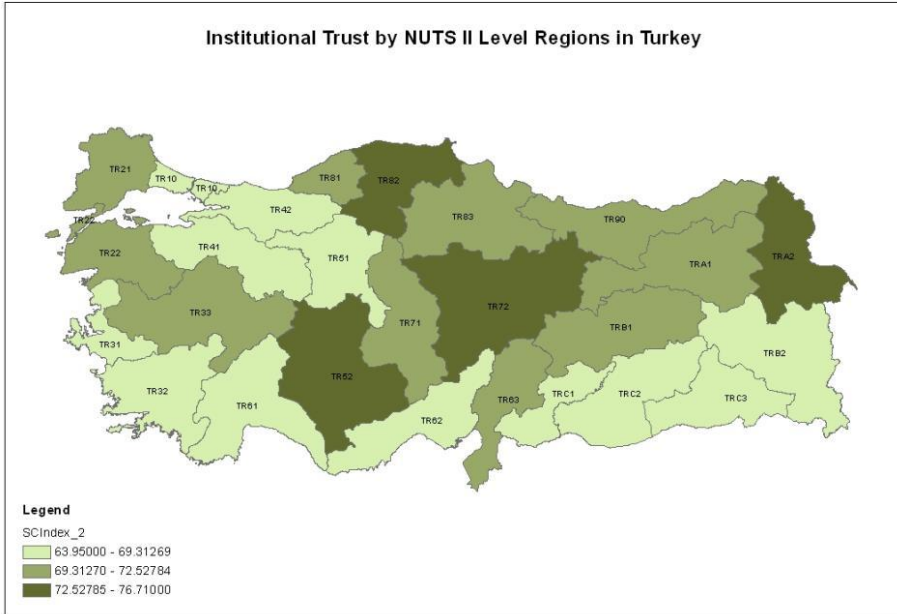 Institutional Trust by NUTS II Level Regions in Turkey
TR21
TR10
TR10
TR81
TR82
TR42
TR83
TR22
TR90
TR22
TR41
TR51
TRA1
TRA2
TR33
TR72
TR71
TRB1
TR31
TRB2
TR52
TR32
TR61
TR62
TR63
TRC1
TRC2
TRC3
Legend
SCIndex_2
63.95000 - 69.31269
69.31270 - 72.52784
72.52785 - 76.71000